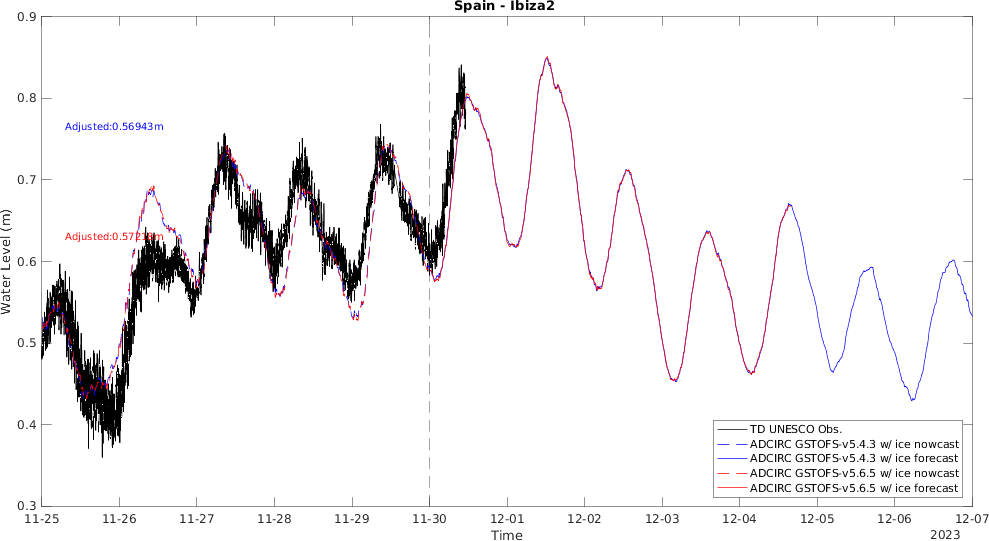 Spain - Ibiza2
0.9
0.8
0.7
0.6
0.5
0.4
0.3
Water Level (m)
Adjusted:0.56943m
TD UNESCO Obs.
ADCIRC GSTOFS-v5.4.3 w/ ice nowcast
ADCIRC GSTOFS-v5.4.3 w/ ice forecast
ADCIRC GSTOFS-v5.6.5 w/ ice nowcast
ADCIRC GSTOFS-v5.6.5 w/ ice forecast
11-25 11-26 11-27 11-28 11-29 11-30 12-01 12-02 12-03 12-04 12-05 12-06 12-07
Time
2023